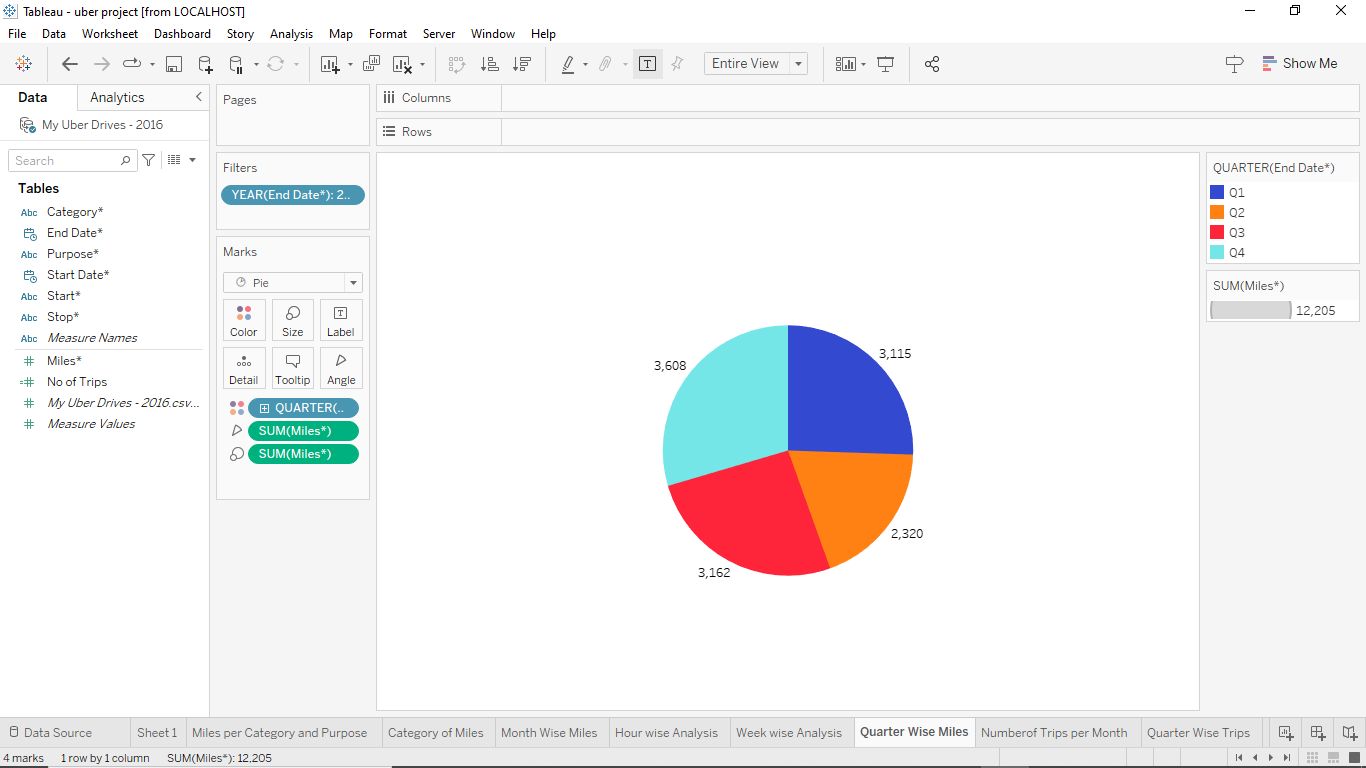 Tableau - uber project [from LOCALHOST]
File Data Worksheet Dashboard Story Analysis Map Format Server Window Help
Entire View
Show Me
Data Analytics
My Uber Drives - 2016
Search
Tables
Abc Category*
End Date*
Abc Purpose*
Start Date*
Abc Start*
Abc Stop*
Abc Measure Names
Miles*
No of Trips
My Uber Drives - 2016.csv...
Measure Values
Pages
Filters
YEAR(End Date*): 2..
Marks
Pie
Color Size Label
Detail Tooltip Angle
QUARTER(..
SUM(Miles*)
SUM(Miles*)
Columns
Rows
3,115
3,608
2,320
3,162
QUARTER(End Date*)
Q1
Q2
Q3
Q4
SUM(Miles*)
12,205
Data Source Sheet 1 Miles per Category and Purpose Category of Miles Month Wise Miles Hour wise Analysis Week wise Analysis Quarter Wise Miles Numberof Trips per Month Quarter Wise Trips
4 marks 1 row by 1 column SUM(Miles*): 12,205